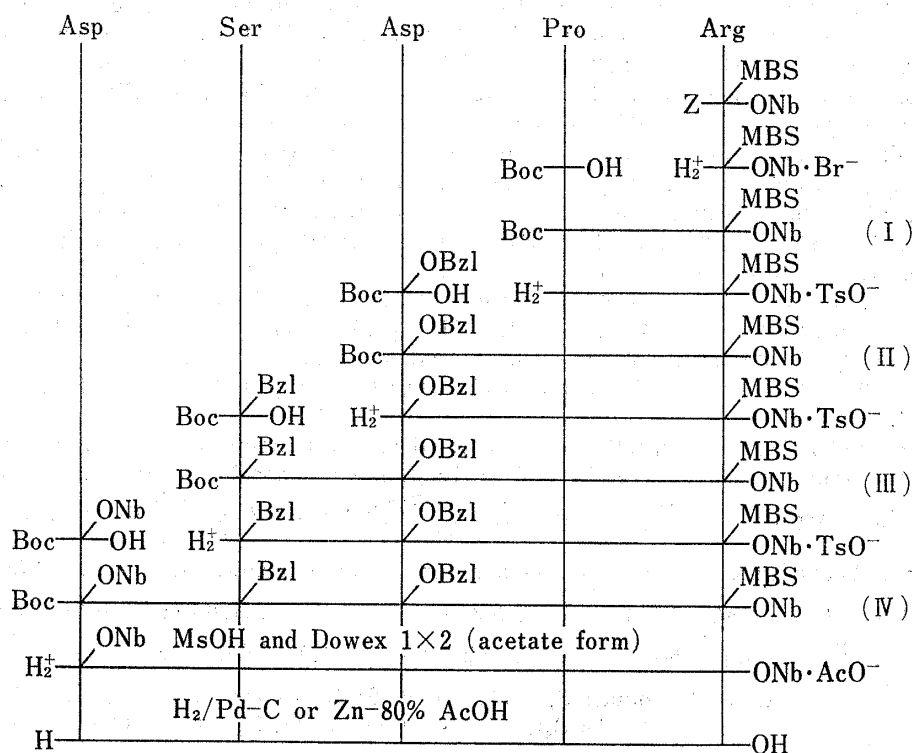 Asp Ser Asp Pro Arg
MBS
Z ONb
MBS
Boc OH H₂⁺ ONb·Br⁻
MBS
Boc ONb (I)
OBzl MBS
Boc OH H₂⁺ ONb·TsO⁻
OBzl MBS
Boc ONb (II)
Bzl OBzl MBS
Boc OH H₂⁺ ONb·TsO⁻
Bzl OBzl MBS
Boc ONb (III)
ONb Bzl OBzl MBS
Boc OH H₂⁺ ONb·TsO⁻
ONb Bzl OBzl MBS
Boc ONb (IV)
ONb MsOH and Dowex 1×2 (acetate form)
H₂⁺ ONb·AcO⁻
H₂/Pd-C or Zn-80% AcOH
H OH